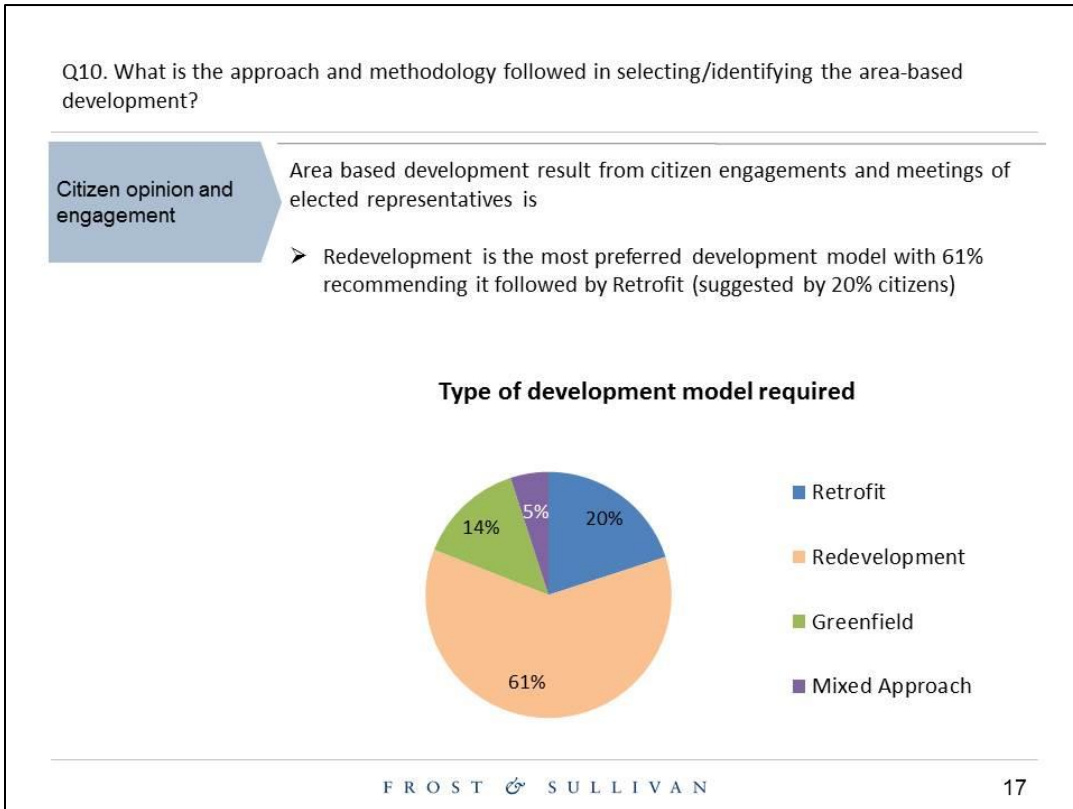 Q10. What is the approach and methodology followed in selecting/identifying the area-based
development?
Citizen opinion and
engagement
Area based development result from citizen engagements and meetings of
elected representatives is
➤ Redevelopment is the most preferred development model with 61%
recommending it followed by Retrofit (suggested by 20% citizens)
Type of development model required
5%
20%
14%
61%
Retrofit
Redevelopment
Greenfield
Mixed Approach
FROST & SULLIVAN
17